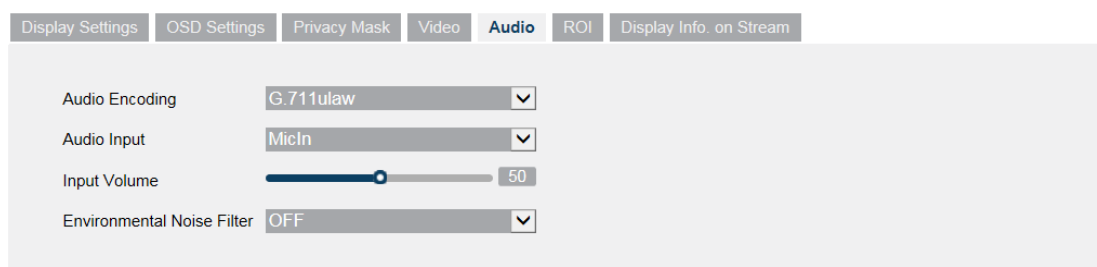 Display Settings OSD Settings Privacy Mask Video Audio ROI Display Info. on Stream
Audio Encoding G.711ulaw
Audio Input MicIn
Input Volume 50
Environmental Noise Filter OFF